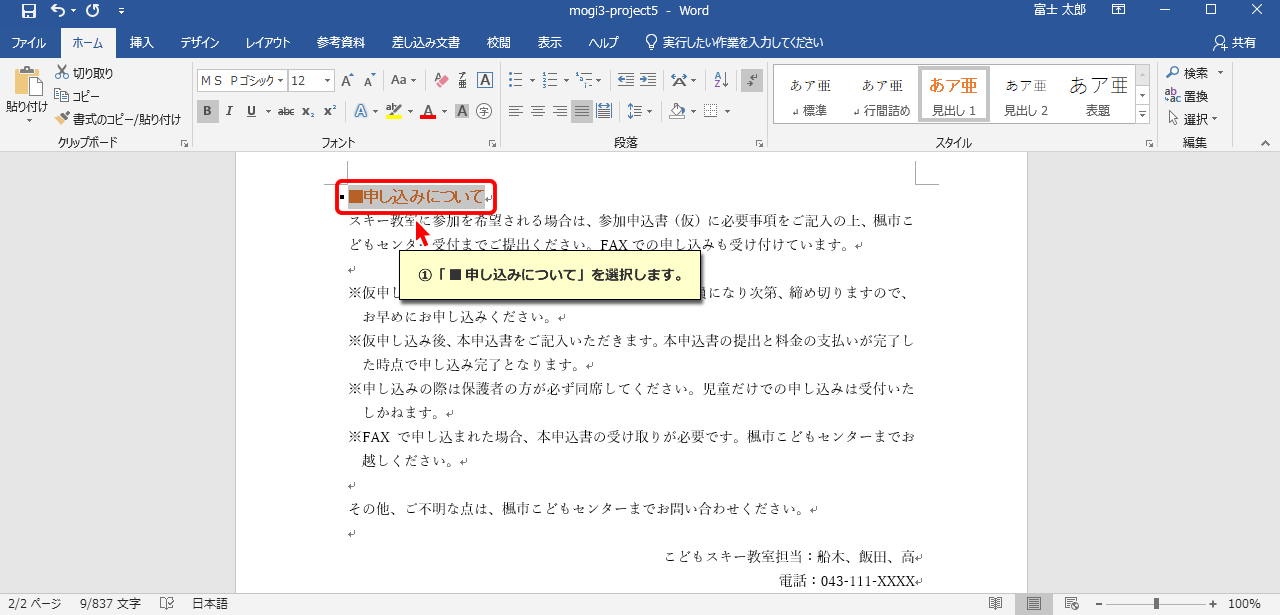 mogi3-project5 - Word
富士 太郎
ファイル ホーム 挿入 デザイン レイアウト 参考資料 差し込み文書 校閲 表示 ヘルプ 実行したい作業を入力してください 共有
貼り付け
切り取り
コピー
書式のコピー/貼り付け
クリップボード
ＭＳ Ｐゴシック 12 Aa
B I U abc x₂ x² A
フォント
段落
あア亜 標準
あア亜 行間詰め
あア亜 見出し 1
あア亜 見出し 2
あア亜 表題
スタイル
検索
置換
選択
編集
■申し込みについて
スキー教室に参加を希望される場合は、参加申込書（仮）に必要事項をご記入の上、楓市こ
どもセンター受付までご提出ください。FAX での申し込みも受け付けています。
①「 ■ 申し込みについて」を選択します。
※仮申し
員になり次第、締め切りますので、
お早めにお申し込みください。
※仮申し込み後、本申込書をご記入いただきます。本申込書の提出と料金の支払いが完了し
た時点で申し込み完了となります。
※申し込みの際は保護者の方が必ず同席してください。児童だけでの申し込みは受付いた
しかねます。
※FAX で申し込まれた場合、本申込書の受け取りが必要です。楓市こどもセンターまでお
越しください。
その他、ご不明な点は、楓市こどもセンターまでお問い合わせください。
こどもスキー教室担当：船木、飯田、高
電話：043-111-XXXX
2/2 ページ 9/837 文字 日本語 100%